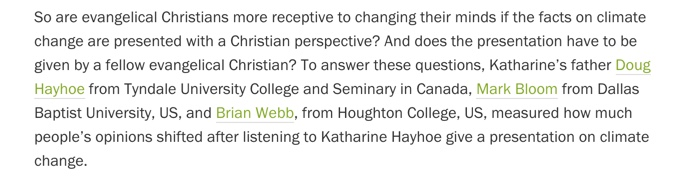 So are evangelical Christians more receptive to changing their minds if the facts on climate
change are presented with a Christian perspective? And does the presentation have to be
given by a fellow evangelical Christian? To answer these questions, Katharine’s father Doug
Hayhoe from Tyndale University College and Seminary in Canada, Mark Bloom from Dallas
Baptist University, US, and Brian Webb, from Houghton College, US, measured how much
people’s opinions shifted after listening to Katharine Hayhoe give a presentation on climate
change.